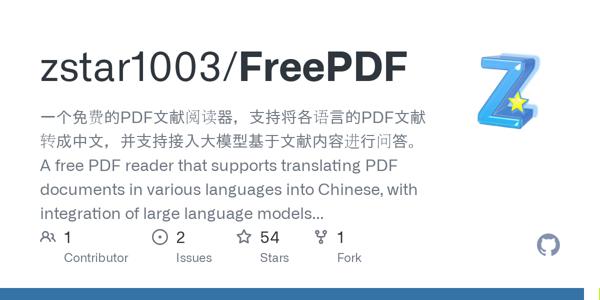 zstar1003/FreePDF
一个免费的PDF文献阅读器，支持将各语言的PDF文献
转成中文，并支持接入大模型基于文献内容进行问答。
A free PDF reader that supports translating PDF
documents in various languages into Chinese, with
integration of large language models...
1 2 54 1
Contributor Issues Stars Fork